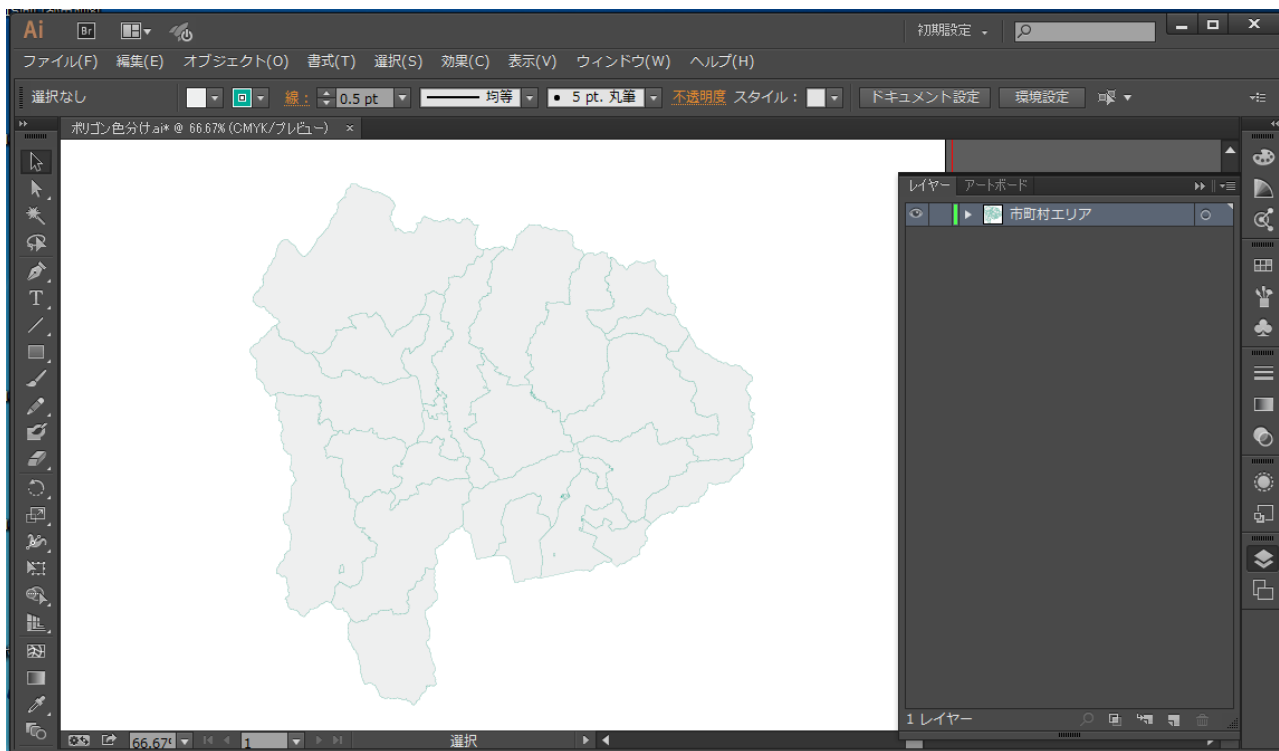 Ai Br 初期設定
ファイル(F) 編集(E) オブジェクト(O) 書式(T) 選択(S) 効果(C) 表示(V) ウィンドウ(W) ヘルプ(H)
選択なし 線 : 0.5 pt 均等 5 pt. 丸筆 不透明度 スタイル : ドキュメント設定 環境設定
ポリゴン色分け.ai* @ 66.67% (CMYK/プレビュー) ×
レイヤー アートボード
市町村エリア
1 レイヤー
66.67% 1 選択